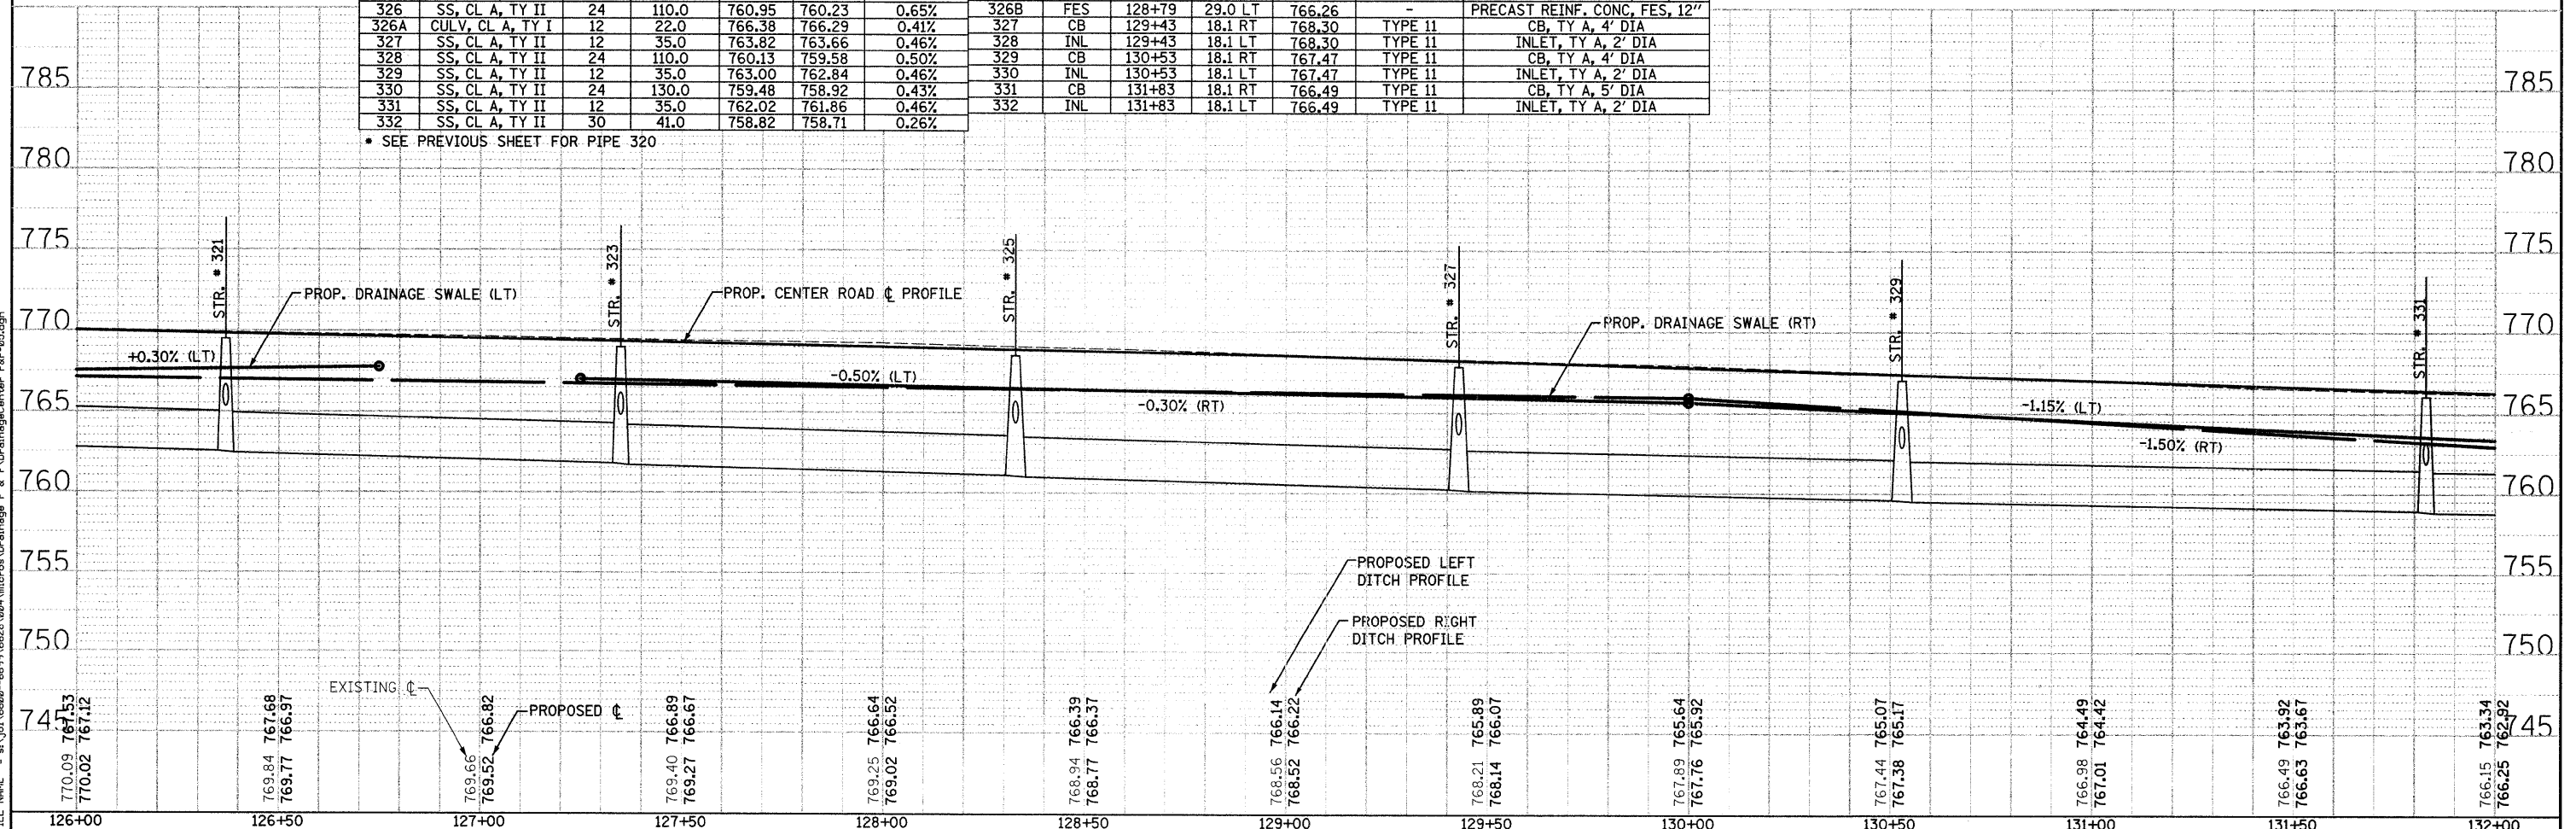 326 SS, CL A, TY II 24 110.0 760.95 760.23 0.65%
326A CULV, CL A, TY I 12 22.0 766.38 766.29 0.41%
327 SS, CL A, TY II 12 35.0 763.82 763.66 0.46%
328 SS, CL A, TY II 24 110.0 760.13 759.58 0.50%
329 SS, CL A, TY II 12 35.0 763.00 762.84 0.46%
330 SS, CL A, TY II 24 130.0 759.48 758.92 0.43%
331 SS, CL A, TY II 12 35.0 762.02 761.86 0.46%
332 SS, CL A, TY II 30 41.0 758.82 758.71 0.26%
* SEE PREVIOUS SHEET FOR PIPE 320
326B FES 128+79 29.0 LT 766.26 - PRECAST REINF. CONC, FES, 12"
327 CB 129+43 18.1 RT 768.30 TYPE 11 CB, TY A, 4' DIA
328 INL 129+43 18.1 LT 768.30 TYPE 11 INLET, TY A, 2' DIA
329 CB 130+53 18.1 RT 767.47 TYPE 11 CB, TY A, 4' DIA
330 INL 130+53 18.1 LT 767.47 TYPE 11 INLET, TY A, 2' DIA
331 CB 131+83 18.1 RT 766.49 TYPE 11 CB, TY A, 5' DIA
332 INL 131+83 18.1 LT 766.49 TYPE 11 INLET, TY A, 2' DIA
785 785
780 780
775 775
770 770
765 765
760 760
755 755
750 750
745 745
STR. # 321
STR. # 323
STR. # 325
STR. # 327
STR. # 329
STR. # 331
PROP. DRAINAGE SWALE (LT)
PROP. CENTER ROAD ℄ PROFILE
PROP. DRAINAGE SWALE (RT)
+0.30% (LT)
-0.50% (LT)
-0.30% (RT)
-1.15% (LT)
-1.50% (RT)
PROPOSED LEFT
DITCH PROFILE
PROPOSED RIGHT
DITCH PROFILE
EXISTING ℄
PROPOSED ℄
770.09 767.53
770.02 767.12
769.84 767.68
769.77 766.97
769.66
769.52 766.82
769.40 766.89
769.27 766.67
769.25 766.64
769.02 766.52
768.94 766.39
768.77 766.37
768.56 766.14
768.52 766.22
768.21 765.89
768.14 766.07
767.89 765.64
767.76 765.92
767.44 765.07
767.38 765.17
766.98 764.49
767.01 764.42
766.49 763.92
766.63 763.67
766.15 763.34
766.25 762.92
126+00 126+50 127+00 127+50 128+00 128+50 129+00 129+50 130+00 130+50 131+00 131+50 132+00